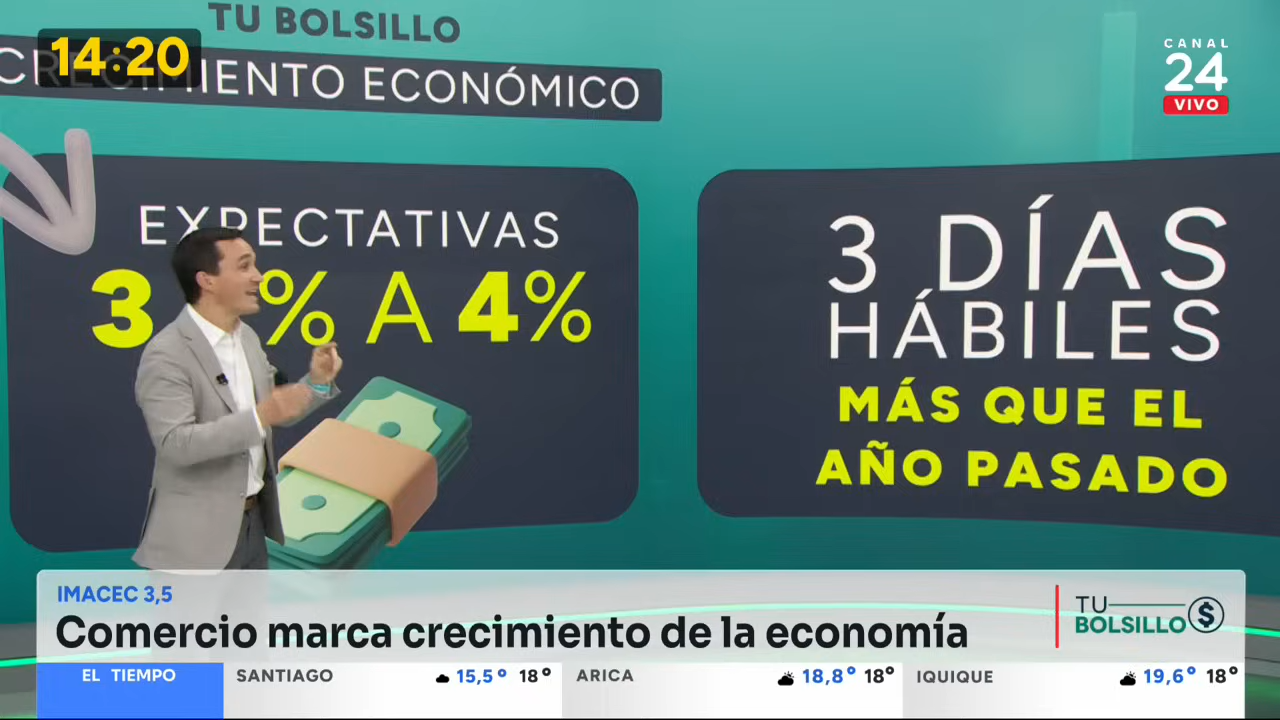 TU BOLSILLO
14:20
CRECIMIENTO ECONÓMICO
CANAL
24
VIVO
EXPECTATIVAS
3 % A 4%
3 DÍAS
HÁBILES
MÁS QUE EL
AÑO PASADO
IMACEC 3,5
Comercio marca crecimiento de la economía
TU
BOLSILLO $
EL TIEMPO
SANTIAGO 15,5° 18°
ARICA 18,8° 18°
IQUIQUE 19,6° 18°